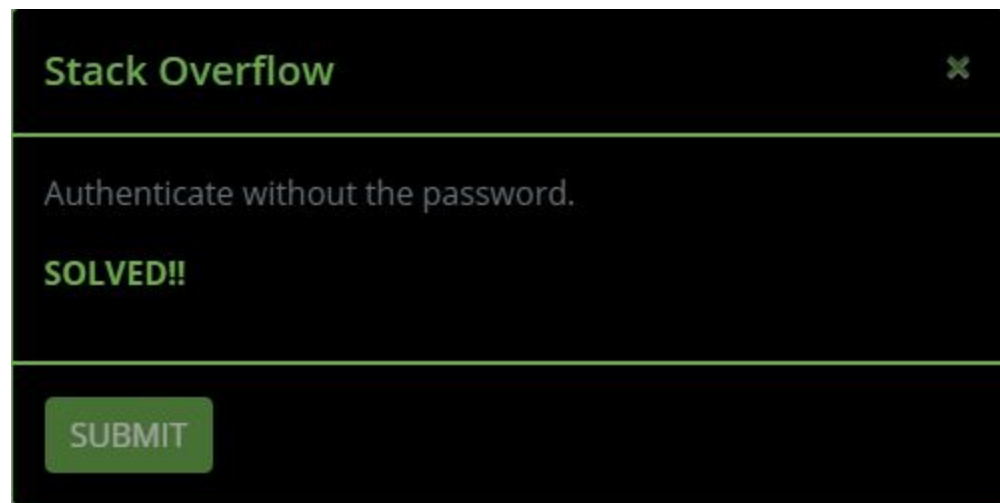 Stack Overflow ×
Authenticate without the password.
SOLVED!!
SUBMIT